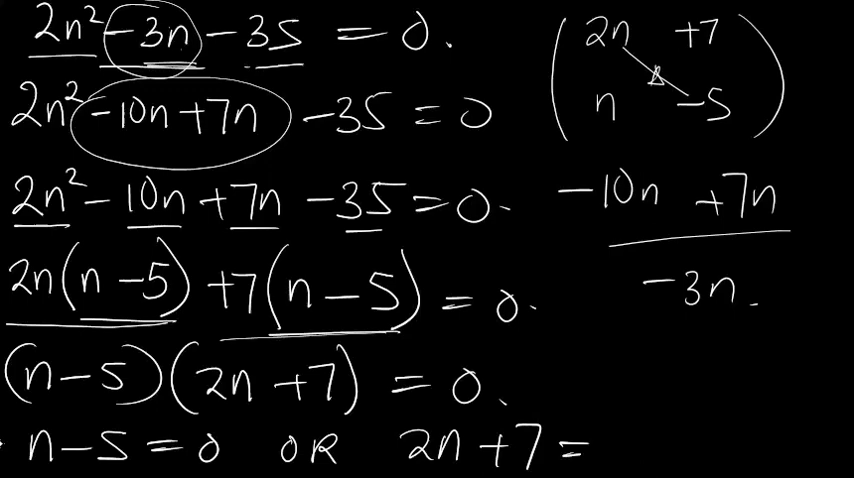 2n² - 3n - 35 = 0.
2n² - 10n + 7n - 35 = 0
2n² - 10n + 7n - 35 = 0.
2n(n - 5) + 7(n - 5) = 0.
(n - 5)(2n + 7) = 0.
n - 5 = 0 OR 2n + 7 =
2n +7
n -5
-10n +7n
-3n.